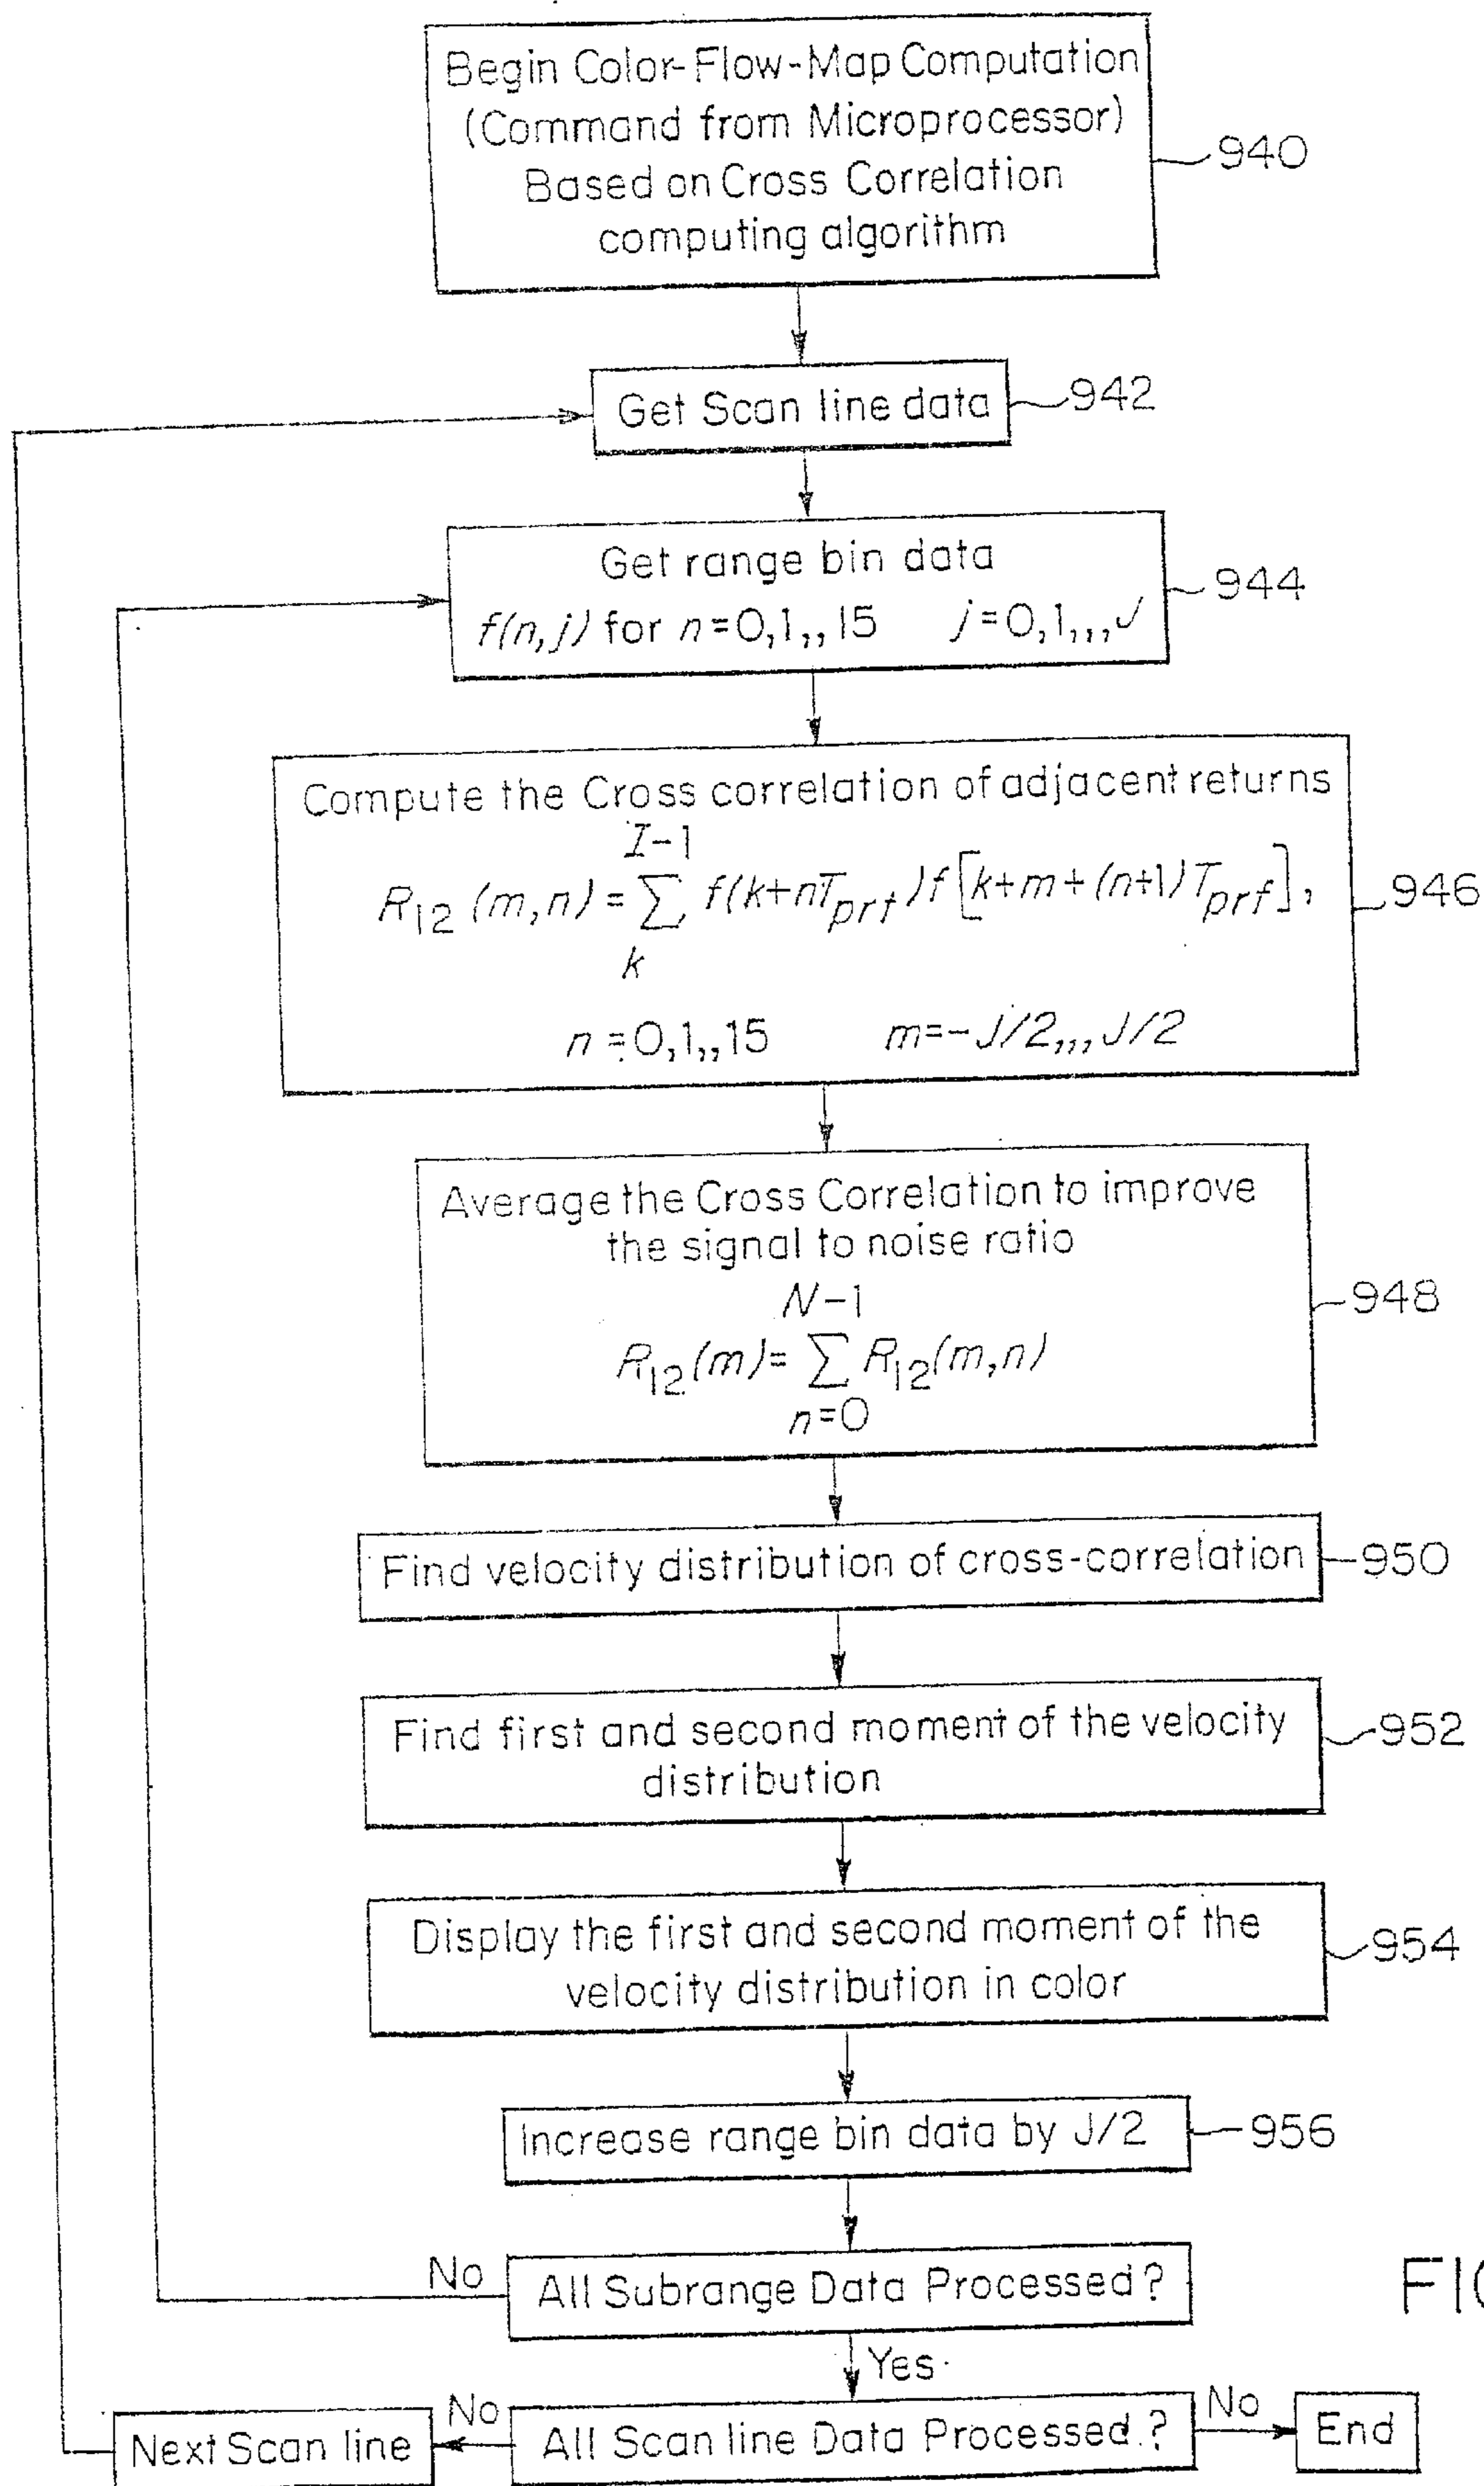 Begin Color-Flow-Map Computation
(Command from Microprocessor)
Based on Cross Correlation
computing algorithm
940
Get Scan line data
942
Get range bin data
f(n,j) for n=0,1,,15 j=0,1,,,J
944
Compute the Cross correlation of adjacent returns
I-1
R12 (m,n) = ∑ f(k+nTprf) f[k+m+(n+1)Tprf],
k
n=0,1,,15 m=-J/2,,,J/2
946
Average the Cross Correlation to improve
the signal to noise ratio
N-1
R12(m)= ∑ R12(m,n)
n=0
948
Find velocity distribution of cross-correlation
950
Find first and second moment of the velocity
distribution
952
Display the first and second moment of the
velocity distribution in color
954
Increase range bin data by J/2
956
No
All Subrange Data Processed?
FIG
Yes
Next Scan line
No
All Scan line Data Processed.?
No
End